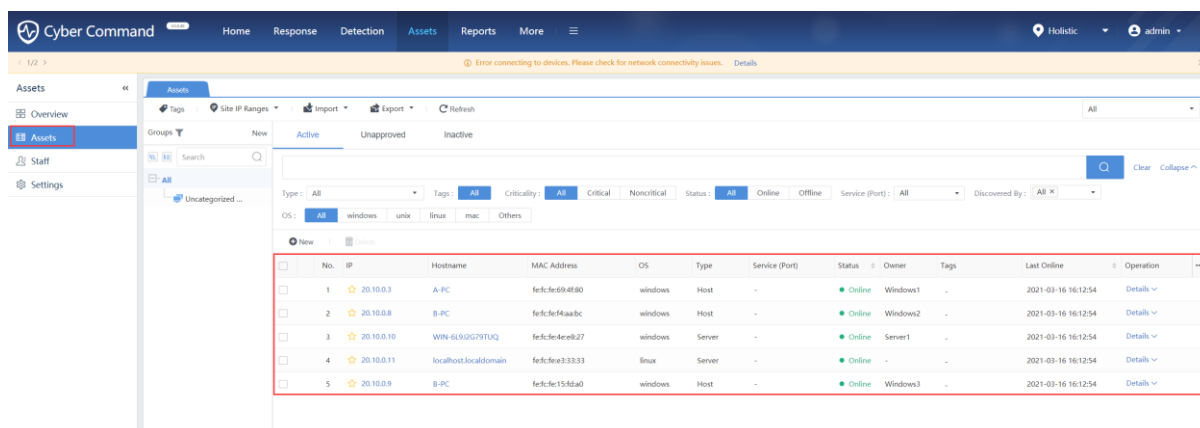 Cyber Command Home Response Detection Assets Reports More Holistic admin
< 1/2 > Error connecting to devices. Please check for network connectivity issues. Details
Assets «
Overview
Assets
Staff
Settings
Assets
Tags Site IP Ranges Import Export Refresh All
Groups New
Search
All
Uncategorized ...
Active Unapproved Inactive
Clear Collapse
Type : All Tags : All Criticality : All Critical Noncritical Status : All Online Offline Service (Port) : All Discovered By : All ×
OS : All windows unix linux mac Others
New Delete
No. IP Hostname MAC Address OS Type Service (Port) Status Owner Tags Last Online Operation
1 20.10.0.3 A-PC fe:fc:fe:69:4f:80 windows Host - Online Windows1 - 2021-03-16 16:12:54 Details
2 20.10.0.8 B-PC fe:fc:fe:f4:aa:bc windows Host - Online Windows2 - 2021-03-16 16:12:54 Details
3 20.10.0.10 WIN-6L9J2G79TUQ fe:fc:fe:4e:e8:27 windows Server - Online Server1 - 2021-03-16 16:12:54 Details
4 20.10.0.11 localhost.localdomain fe:fc:fe:e3:33:33 linux Server - Online - - 2021-03-16 16:12:54 Details
5 20.10.0.9 B-PC fe:fc:fe:15:fd:a0 windows Host - Online Windows3 - 2021-03-16 16:12:54 Details